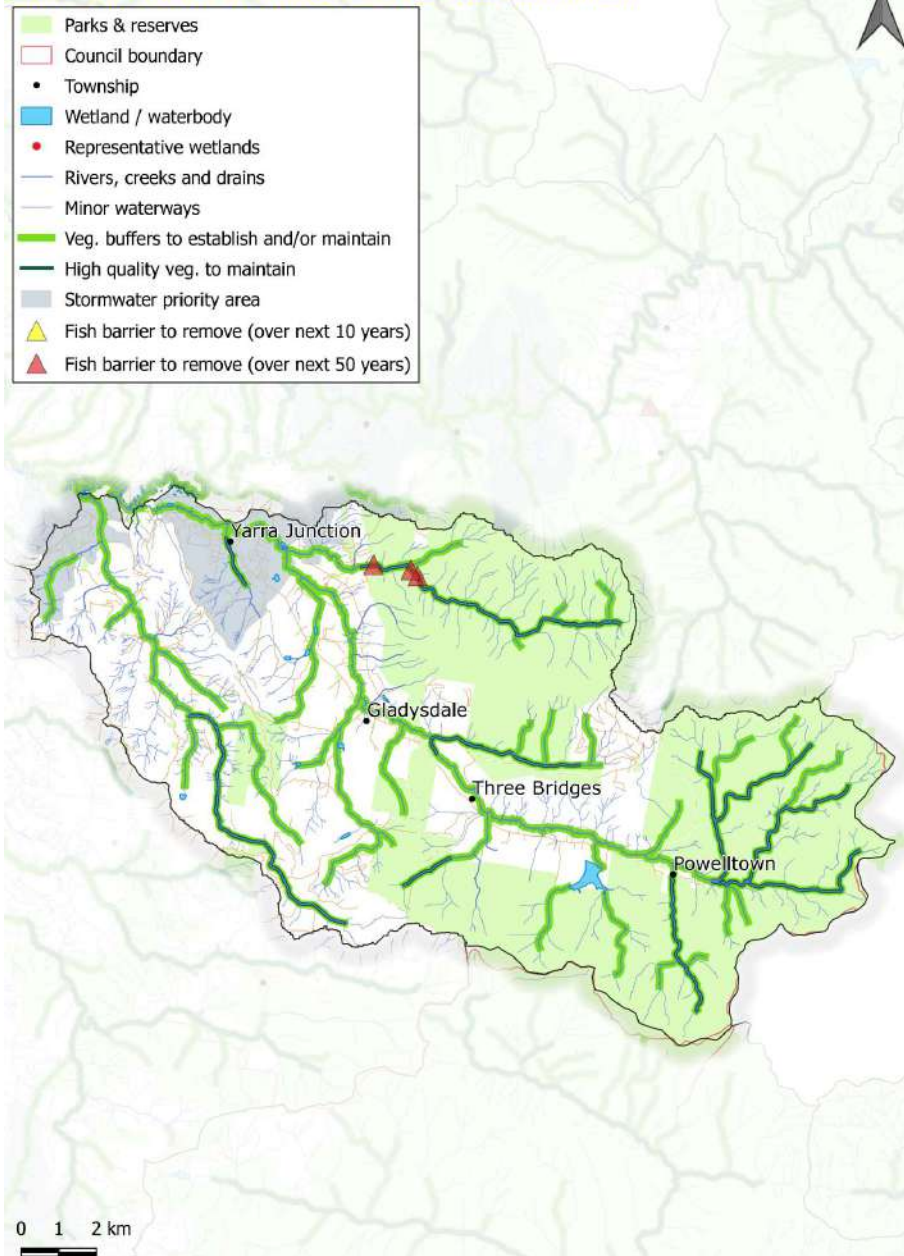 Parks & reserves
Council boundary
Township
Wetland / waterbody
Representative wetlands
Rivers, creeks and drains
Minor waterways
Veg. buffers to establish and/or maintain
High quality veg. to maintain
Stormwater priority area
Fish barrier to remove (over next 10 years)
Fish barrier to remove (over next 50 years)
Yarra Junction
Gladysdale
Three Bridges
Powelltown
0 1 2 km